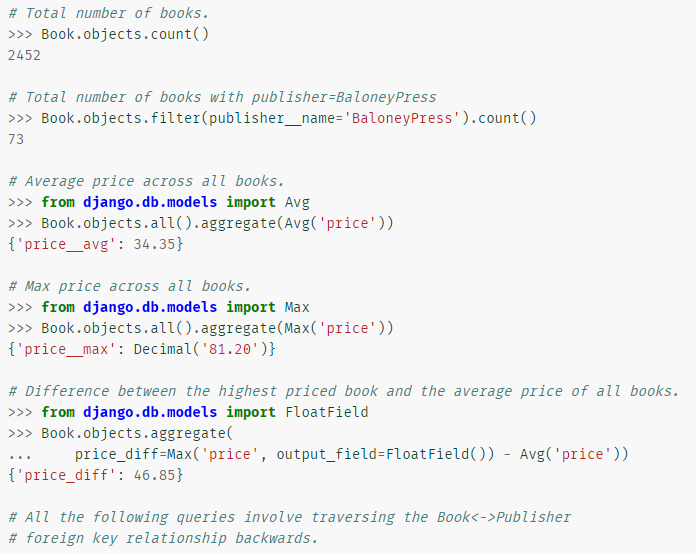 # Total number of books.
>>> Book.objects.count()
2452
# Total number of books with publisher=BaloneyPress
>>> Book.objects.filter(publisher__name='BaloneyPress').count()
73
# Average price across all books.
>>> from django.db.models import Avg
>>> Book.objects.all().aggregate(Avg('price'))
{'price__avg': 34.35}
# Max price across all books.
>>> from django.db.models import Max
>>> Book.objects.all().aggregate(Max('price'))
{'price__max': Decimal('81.20')}
# Difference between the highest priced book and the average price of all books.
>>> from django.db.models import FloatField
>>> Book.objects.aggregate(
...     price_diff=Max('price', output_field=FloatField()) - Avg('price'))
{'price_diff': 46.85}
# All the following queries involve traversing the Book<->Publisher
# foreign key relationship backwards.